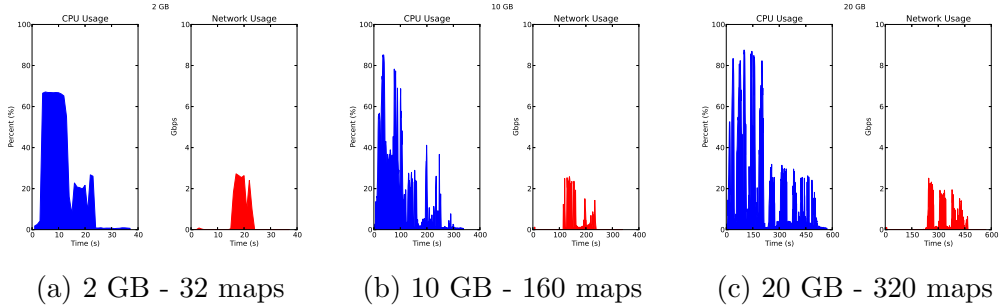 2 GB
CPU Usage
Network Usage
Percent (%)
100
80
60
40
20
0
0 10 20 30 40
Time (s)
Gbps
10
8
6
4
2
0
0 20 40
Time (s)
10 GB
CPU Usage
Network Usage
Percent (%)
100
80
60
40
20
0
0 100 200 300 400
Time (s)
Gbps
10
8
6
4
2
0
0 200 400
Time (s)
20 GB
CPU Usage
Network Usage
Percent (%)
100
80
60
40
20
0
0 100 200 300 400 500 600
Time (s)
Gbps
10
8
6
4
2
0
0 150 300 450 600
Time (s)
(a) 2 GB - 32 maps
(b) 10 GB - 160 maps
(c) 20 GB - 320 maps